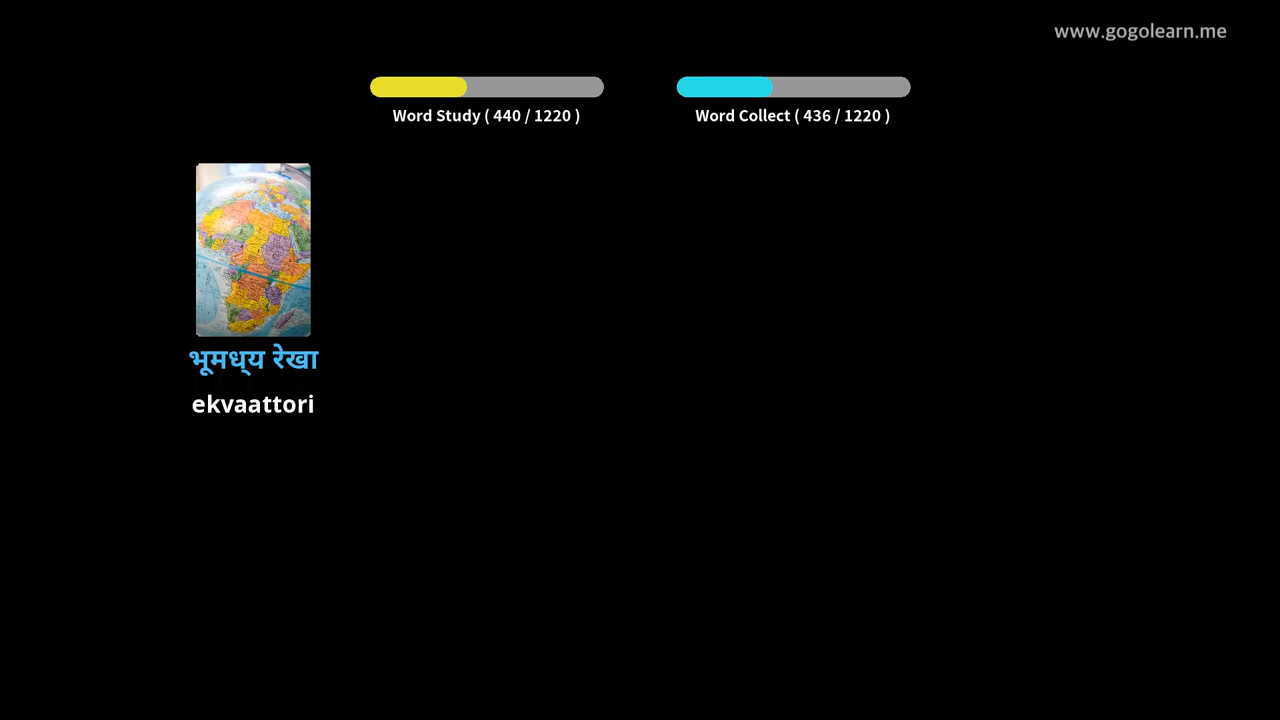 www.gogolearn.me
Word Study ( 440 / 1220 )
Word Collect ( 436 / 1220 )
भूमध्य रेखा
ekvaattori